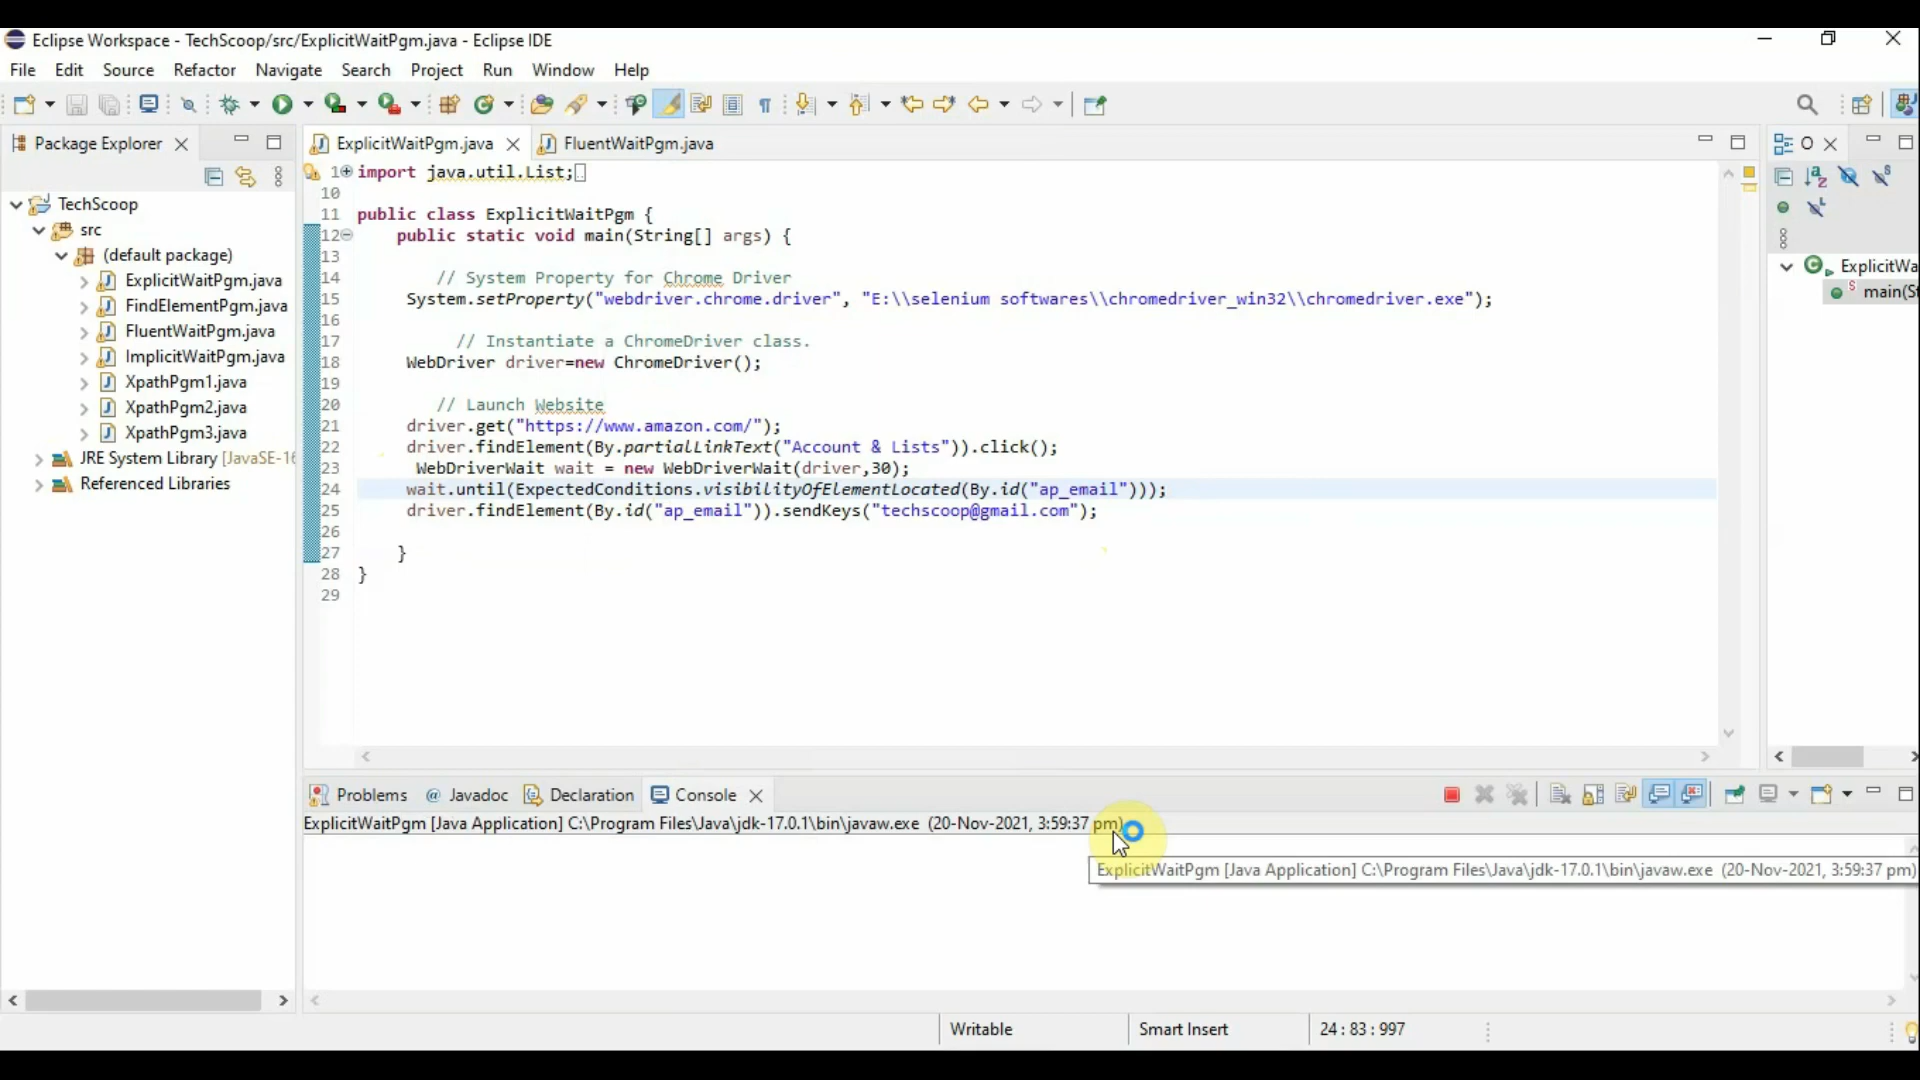 Eclipse Workspace - TechScoop/src/ExplicitWaitPgm.java - Eclipse IDE
File Edit Source Refactor Navigate Search Project Run Window Help
Package Explorer
ExplicitWaitPgm.java
FluentWaitPgm.java
O
TechScoop
src
(default package)
ExplicitWaitPgm.java
FindElementPgm.java
FluentWaitPgm.java
ImplicitWaitPgm.java
XpathPgm1.java
XpathPgm2.java
XpathPgm3.java
JRE System Library [JavaSE-16
Referenced Libraries
1 import java.util.List;
10
11 public class ExplicitWaitPgm {
12 public static void main(String[] args) {
13
14 // System Property for Chrome Driver
15 System.setProperty("webdriver.chrome.driver", "E:\\selenium softwares\\chromedriver_win32\\chromedriver.exe");
16
17 // Instantiate a ChromeDriver class.
18 WebDriver driver=new ChromeDriver();
19
20 // Launch Website
21 driver.get("https://www.amazon.com/");
22 driver.findElement(By.partialLinkText("Account & Lists")).click();
23 WebDriverWait wait = new WebDriverWait(driver,30);
24 wait.until(ExpectedConditions.visibilityOfElementLocated(By.id("ap_email")));
25 driver.findElement(By.id("ap_email")).sendKeys("techscoop@gmail.com");
26
27 }
28 }
29
ExplicitWa
main(St
Problems @ Javadoc Declaration Console
ExplicitWaitPgm [Java Application] C:\Program Files\Java\jdk-17.0.1\bin\javaw.exe (20-Nov-2021, 3:59:37 pm)
ExplicitWaitPgm [Java Application] C:\Program Files\Java\jdk-17.0.1\bin\javaw.exe (20-Nov-2021, 3:59:37 pm)
Writable Smart Insert 24 : 83 : 997